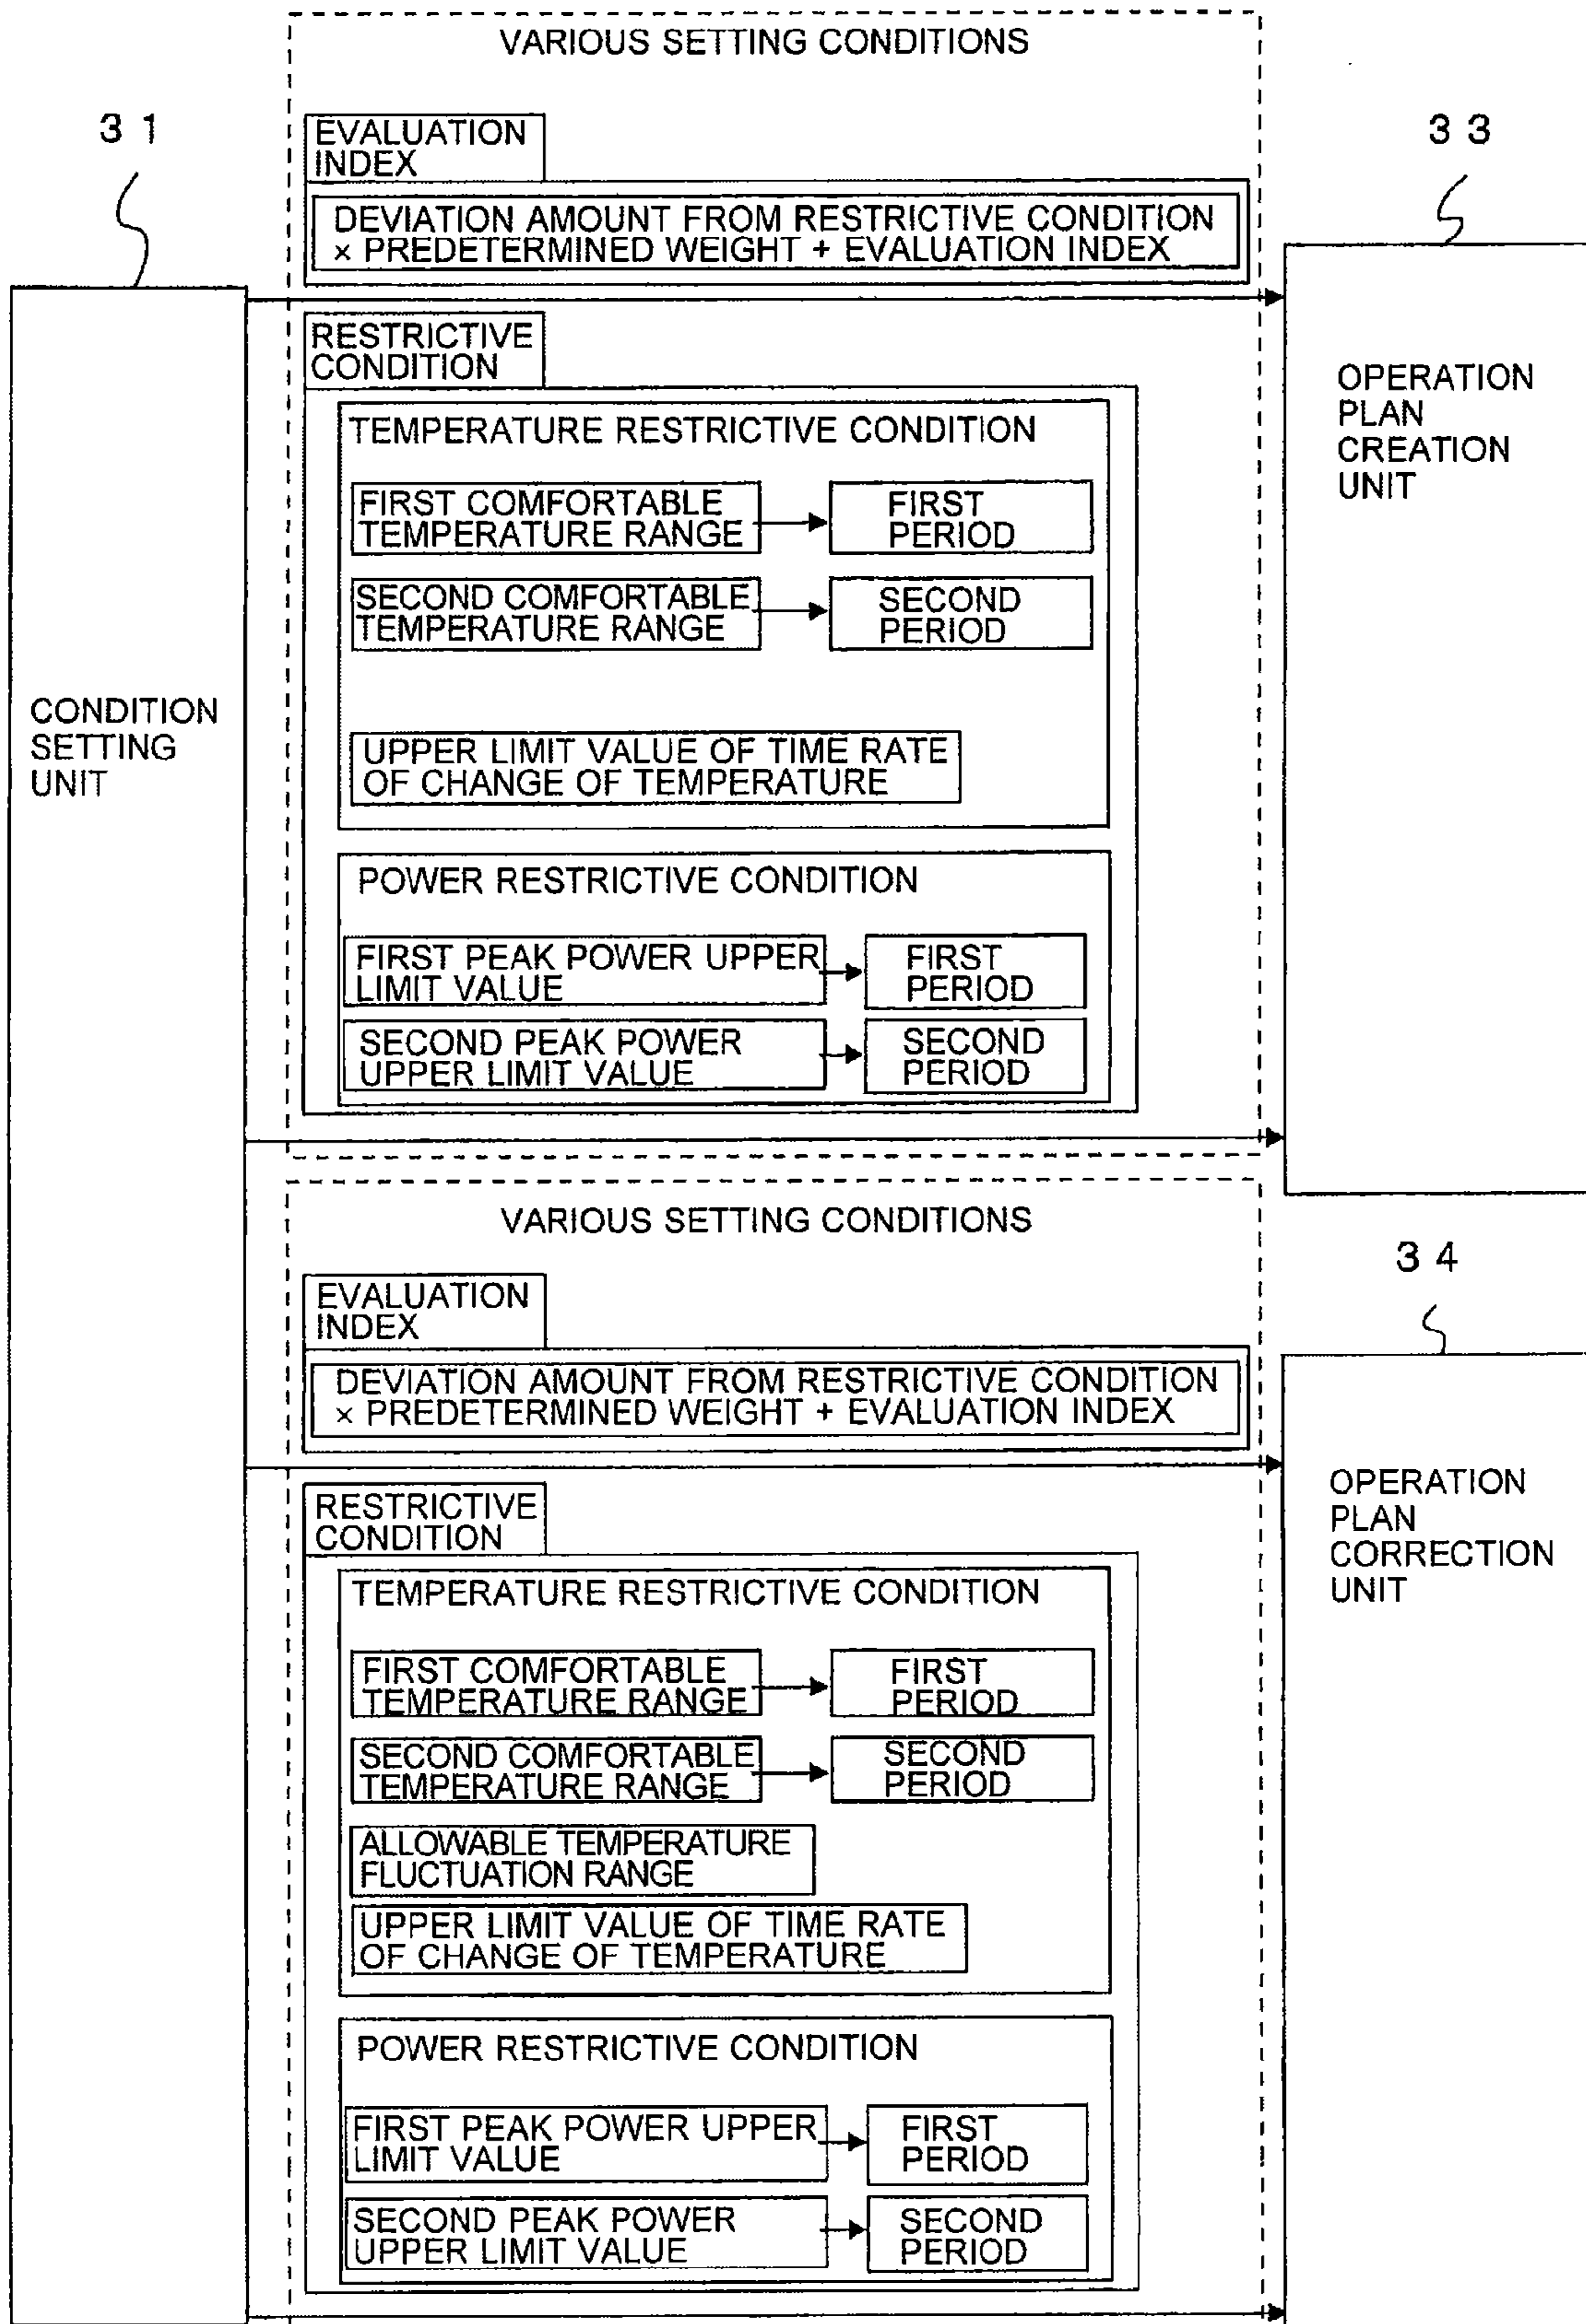 VARIOUS SETTING CONDITIONS
31
33
EVALUATION
INDEX
DEVIATION AMOUNT FROM RESTRICTIVE CONDITION
× PREDETERMINED WEIGHT + EVALUATION INDEX
RESTRICTIVE
CONDITION
TEMPERATURE RESTRICTIVE CONDITION
FIRST COMFORTABLE
TEMPERATURE RANGE
FIRST
PERIOD
SECOND COMFORTABLE
TEMPERATURE RANGE
SECOND
PERIOD
UPPER LIMIT VALUE OF TIME RATE
OF CHANGE OF TEMPERATURE
POWER RESTRICTIVE CONDITION
FIRST PEAK POWER UPPER
LIMIT VALUE
FIRST
PERIOD
SECOND PEAK POWER
UPPER LIMIT VALUE
SECOND
PERIOD
CONDITION
SETTING
UNIT
OPERATION
PLAN
CREATION
UNIT
VARIOUS SETTING CONDITIONS
34
EVALUATION
INDEX
DEVIATION AMOUNT FROM RESTRICTIVE CONDITION
× PREDETERMINED WEIGHT + EVALUATION INDEX
RESTRICTIVE
CONDITION
TEMPERATURE RESTRICTIVE CONDITION
FIRST COMFORTABLE
TEMPERATURE RANGE
FIRST
PERIOD
SECOND COMFORTABLE
TEMPERATURE RANGE
SECOND
PERIOD
ALLOWABLE TEMPERATURE
FLUCTUATION RANGE
UPPER LIMIT VALUE OF TIME RATE
OF CHANGE OF TEMPERATURE
POWER RESTRICTIVE CONDITION
FIRST PEAK POWER UPPER
LIMIT VALUE
FIRST
PERIOD
SECOND PEAK POWER
UPPER LIMIT VALUE
SECOND
PERIOD
OPERATION
PLAN
CORRECTION
UNIT